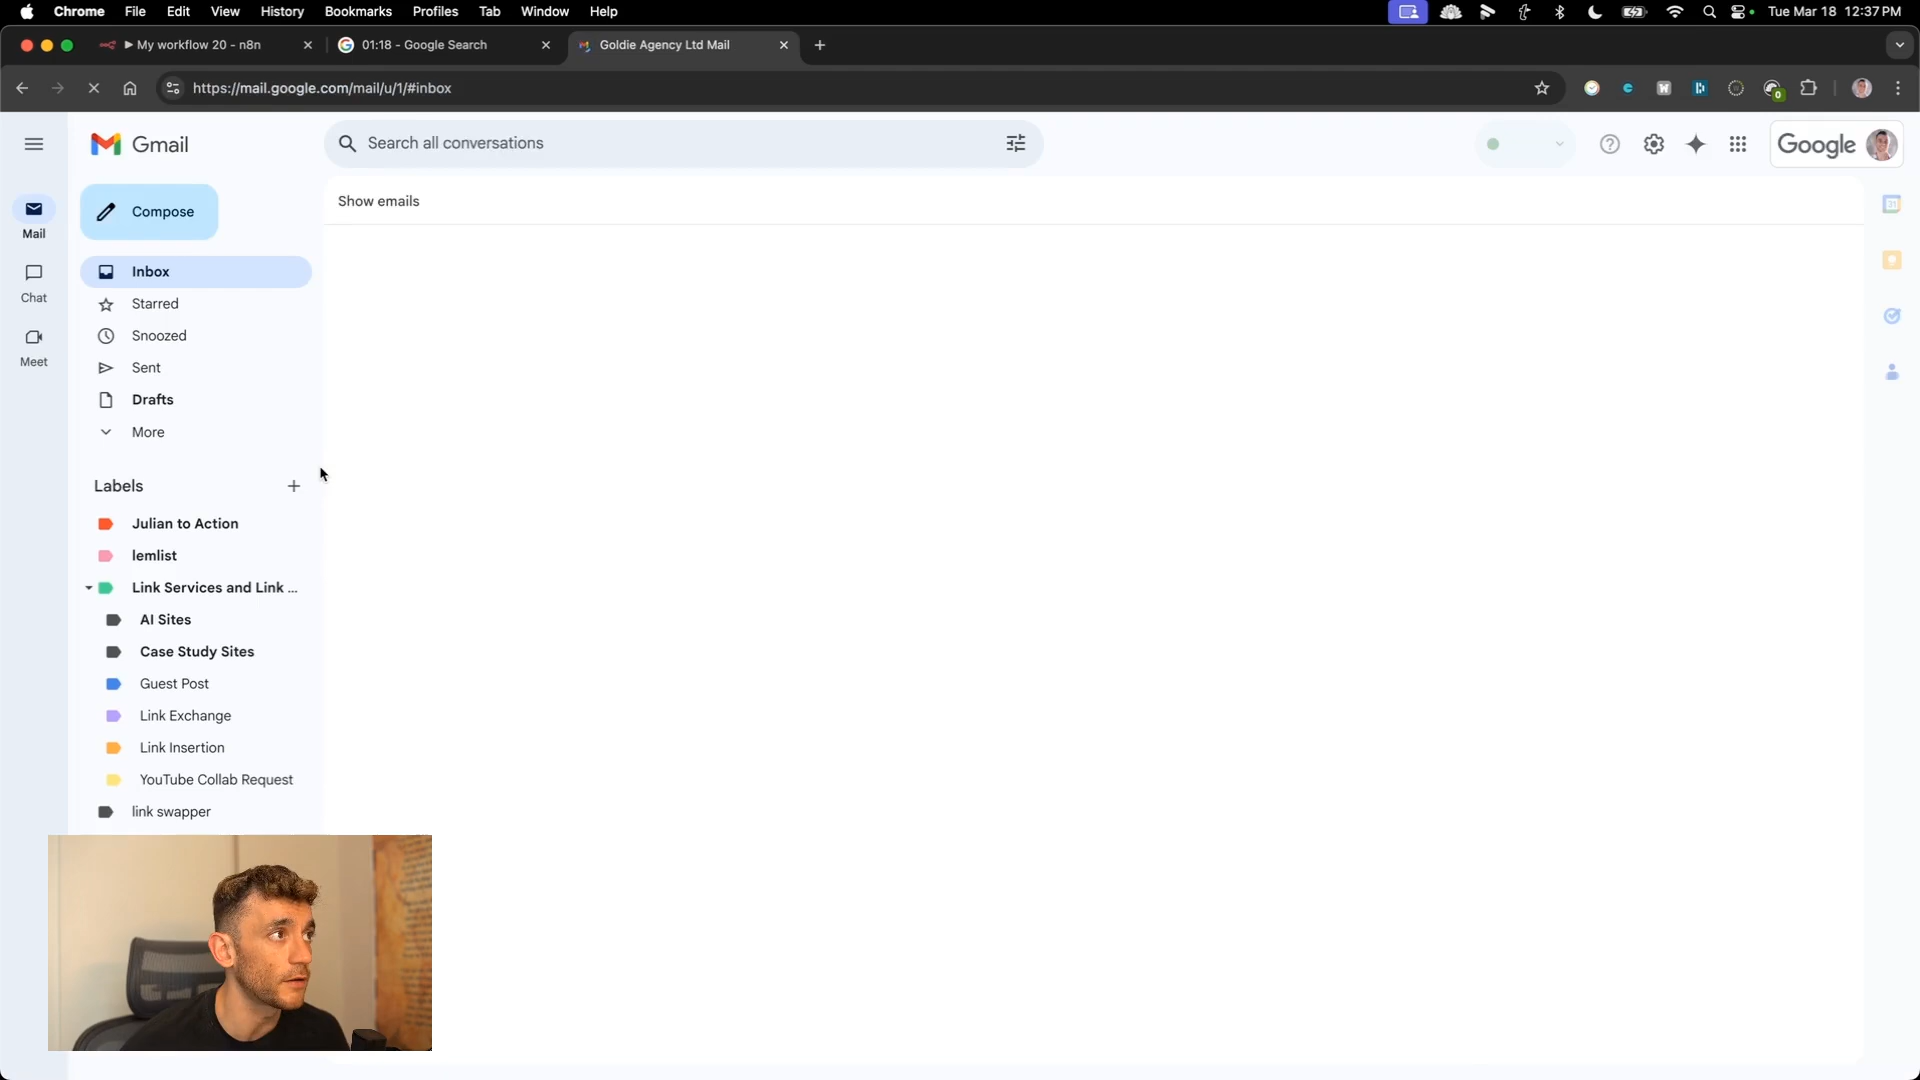 Chrome File Edit View History Bookmarks Profiles Tab Window Help Tue Mar 18 12:37 PM
My workflow 20 - n8n 01:18 - Google Search Goldie Agency Ltd Mail
https://mail.google.com/mail/u/1/#inbox
Gmail Search all conversations Google
Show emails
Compose
Mail
Inbox
Chat
Starred
Snoozed
Meet
Sent
Drafts
More
Labels
Julian to Action
lemlist
Link Services and Link ...
AI Sites
Case Study Sites
Guest Post
Link Exchange
Link Insertion
YouTube Collab Request
link swapper